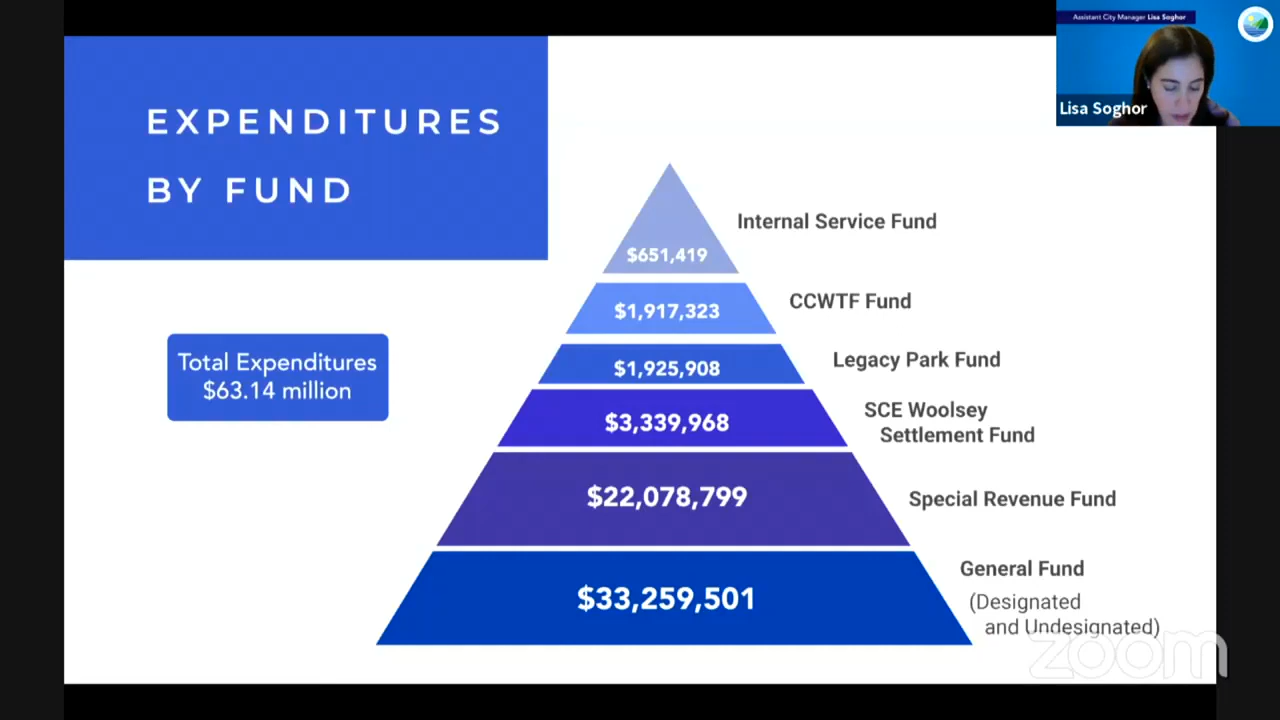 Assistant City Manager Lisa Soghor
Lisa Soghor
EXPENDITURES
BY FUND
Total Expenditures
$63.14 million
Internal Service Fund
$651,419
CCWTF Fund
$1,917,323
Legacy Park Fund
$1,925,908
SCE Woolsey
Settlement Fund
$3,339,968
Special Revenue Fund
$22,078,799
General Fund
(Designated
and Undesignated)
$33,259,501
zoom